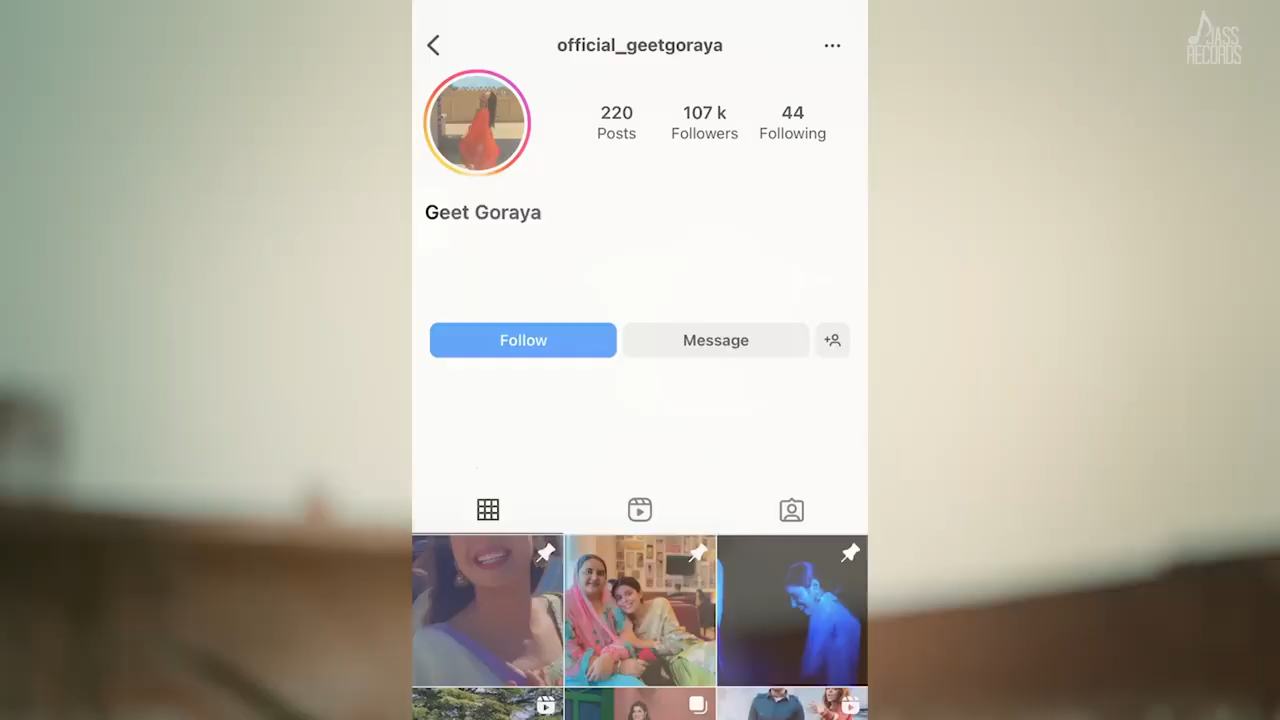 official_geetgoraya
220 107 k 44
Posts Followers Following
Geet Goraya
Follow Message
JASS
RECORDS